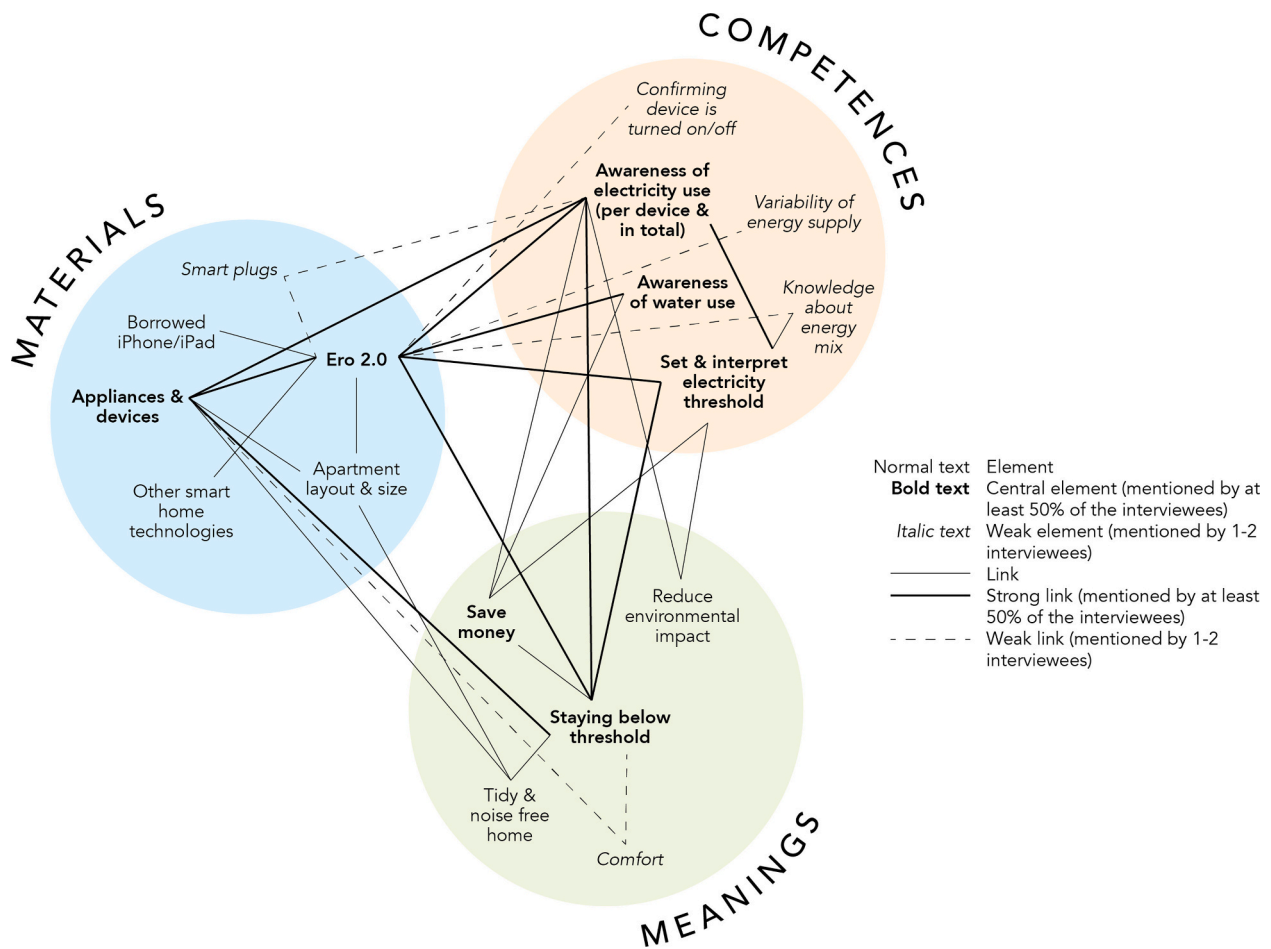 COMPETENCES
Confirming
device is
turned on/off
Awareness of
electricity use
(per device &
in total)
Variability of
energy supply
Awareness
of water use
Knowledge
about
energy
mix
Set & interpret
electricity
threshold
MATERIALS
Smart plugs
Borrowed
iPhone/iPad
Ero 2.0
Appliances &
devices
Apartment
layout & size
Other smart
home
technologies
MEANINGS
Save
money
Reduce
environmental
impact
Staying below
threshold
Tidy &
noise free
home
Comfort
Normal text Element
Bold text Central element (mentioned by at
least 50% of the interviewees)
Italic text Weak element (mentioned by 1-2
interviewees)
Link
Strong link (mentioned by at least
50% of the interviewees)
Weak link (mentioned by 1-2
interviewees)